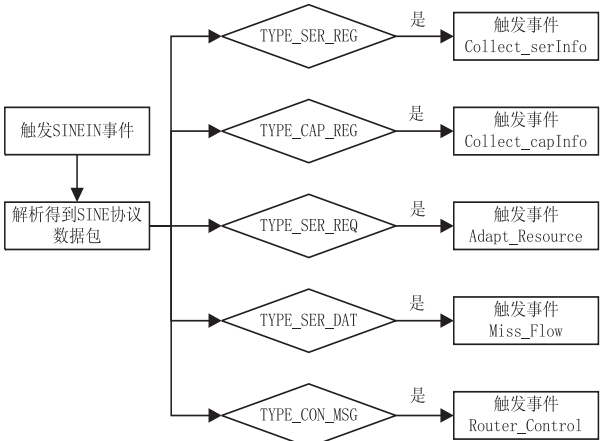 触发SINEIN事件
解析得到SINE协议
数据包
TYPE_SER_REG
是
触发事件
Collect_serInfo
TYPE_CAP_REG
是
触发事件
Collect_capInfo
TYPE_SER_REQ
是
触发事件
Adapt_Resource
TYPE_SER_DAT
是
触发事件
Miss_Flow
TYPE_CON_MSG
是
触发事件
Router_Control